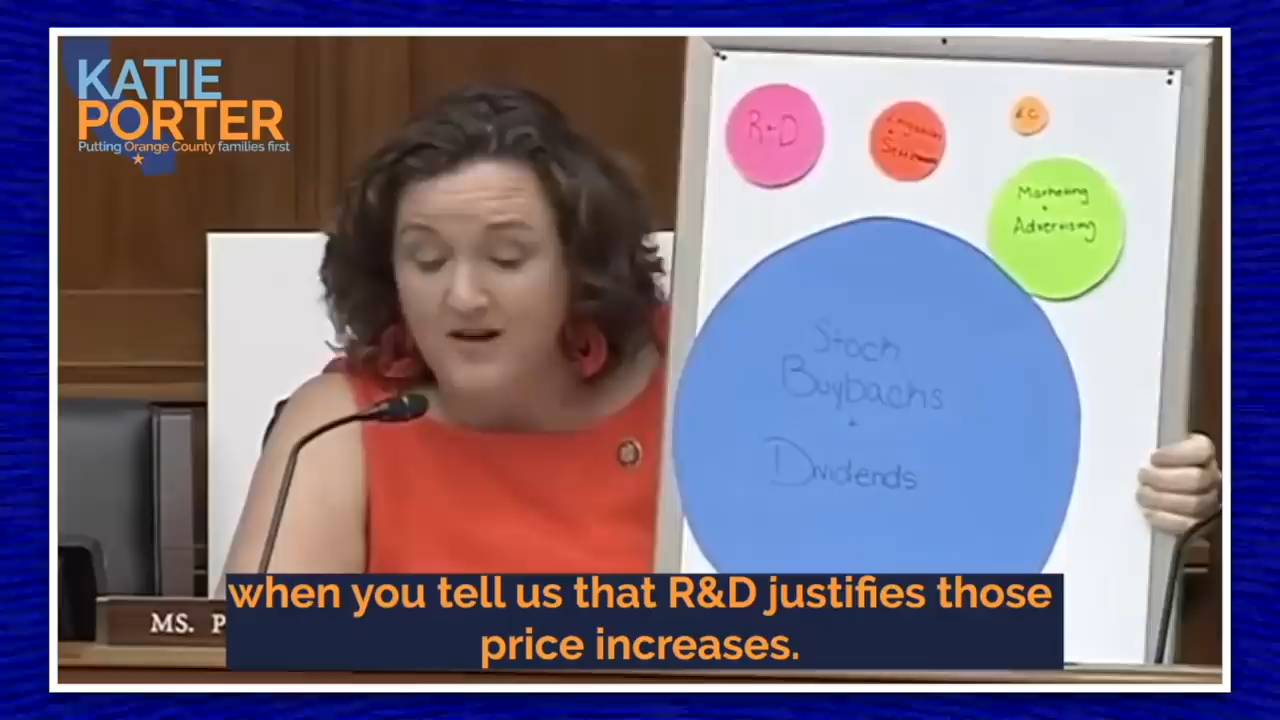 KATIE
PORTER
Putting Orange County families first
R+D
Marketing
+
Advertising
Stock
Buybacks
+
Dividends
MS. P
when you tell us that R&D justifies those
price increases.